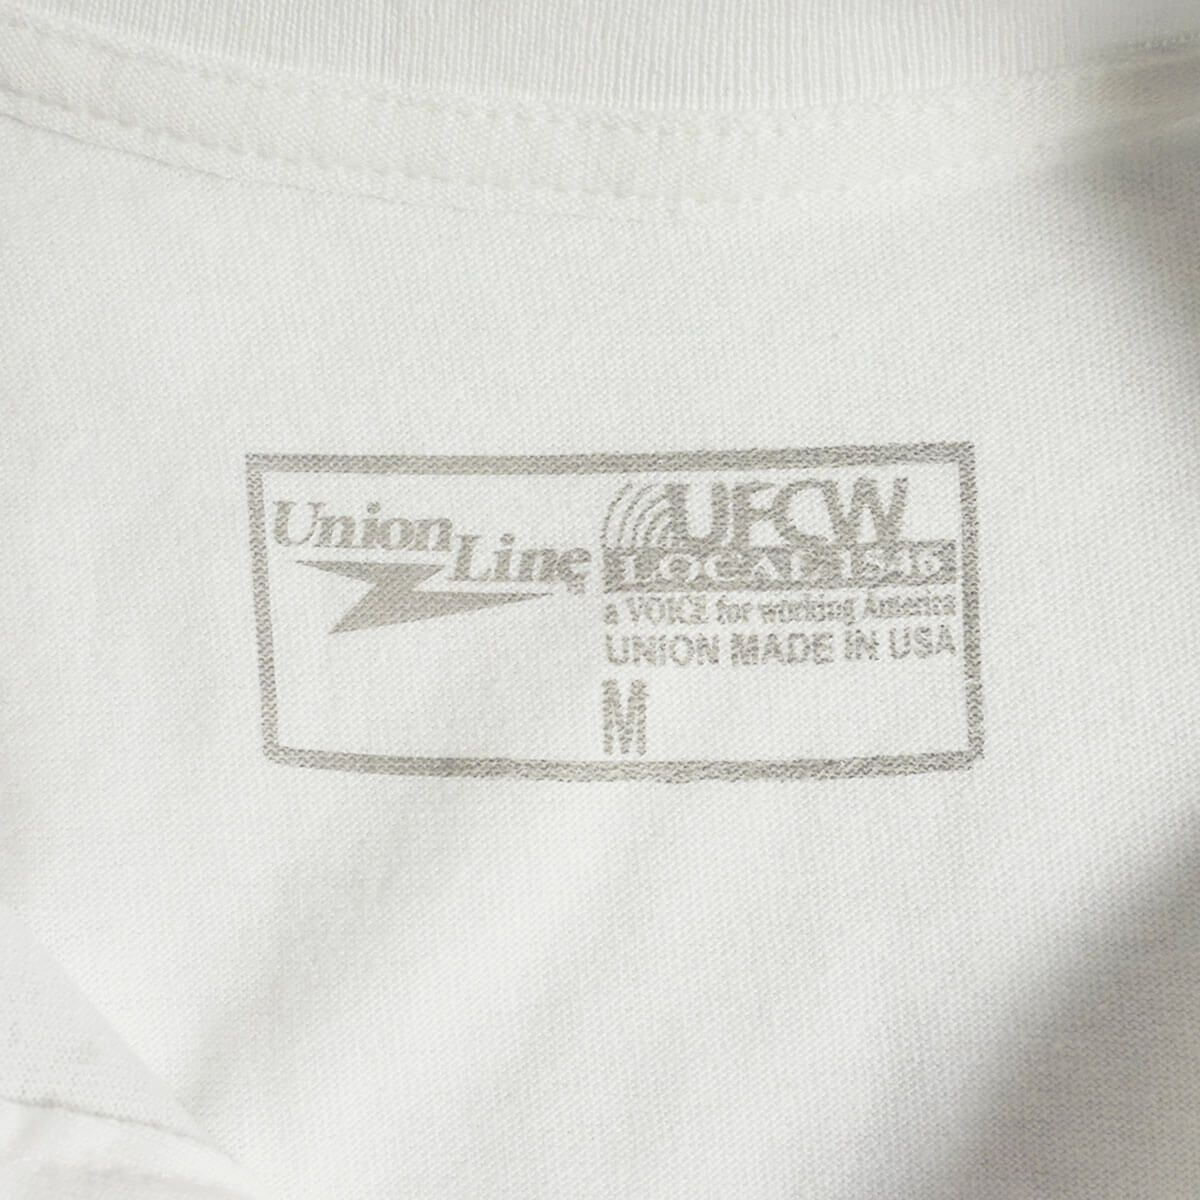 Union Line
UFCW
LOCAL 1546
a VOICE for working America
UNION MADE IN USA
M